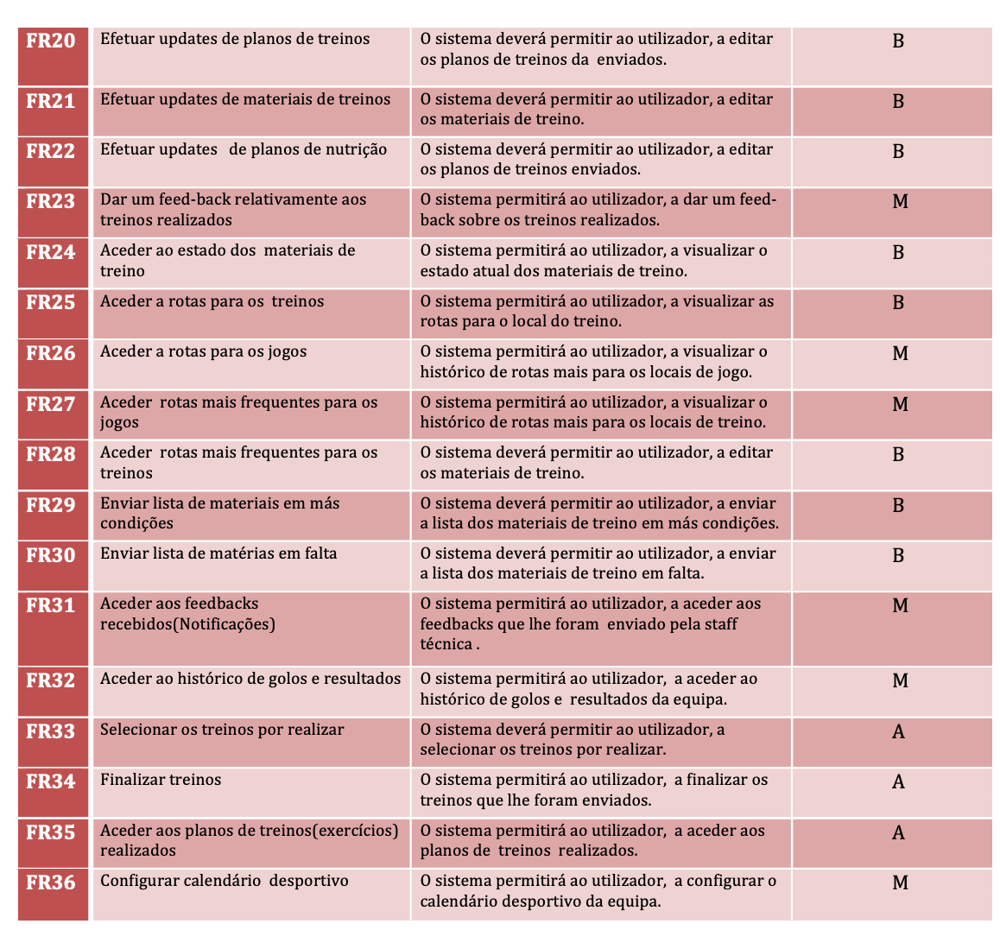 FR20 Efetuar updates de planos de treinos O sistema deverá permitir ao utilizador, a editar B
os planos de treinos da enviados.
FR21 Efetuar updates de materiais de treinos O sistema deverá permitir ao utilizador, a editar B
os materiais de treino.
FR22 Efetuar updates de planos de nutrição O sistema deverá permitir ao utilizador, a editar B
os planos de treinos enviados.
FR23 Dar um feed-back relativamente aos O sistema permitirá ao utilizador, a dar um feed- M
treinos realizados back sobre os treinos realizados.
FR24 Aceder ao estado dos materiais de O sistema permitirá ao utilizador, a visualizar o B
treino estado atual dos materiais de treino.
FR25 Aceder a rotas para os treinos O sistema permitirá ao utilizador, a visualizar as B
rotas para o local do treino.
FR26 Aceder a rotas para os jogos O sistema permitirá ao utilizador, a visualizar o M
histórico de rotas mais para os locais de jogo.
FR27 Aceder rotas mais frequentes para os O sistema permitirá ao utilizador, a visualizar o M
jogos histórico de rotas mais para os locais de treino.
FR28 Aceder rotas mais frequentes para os O sistema deverá permitir ao utilizador, a editar B
treinos os materiais de treino.
FR29 Enviar lista de materiais em más O sistema deverá permitir ao utilizador, a enviar B
condições a lista dos materiais de treino em más condições.
FR30 Enviar lista de matérias em falta O sistema deverá permitir ao utilizador, a enviar B
a lista dos materiais de treino em falta.
FR31 Aceder aos feedbacks O sistema permitirá ao utilizador, a aceder aos M
recebidos(Notificações) feedbacks que lhe foram enviado pela staff
técnica .
FR32 Aceder ao histórico de golos e resultados O sistema permitirá ao utilizador, a aceder ao M
histórico de golos e resultados da equipa.
FR33 Selecionar os treinos por realizar O sistema deverá permitir ao utilizador, a A
selecionar os treinos por realizar.
FR34 Finalizar treinos O sistema permitirá ao utilizador, a finalizar os A
treinos que lhe foram enviados.
FR35 Aceder aos planos de treinos(exercícios) O sistema permitirá ao utilizador, a aceder aos A
realizados planos de treinos realizados.
FR36 Configurar calendário desportivo O sistema permitirá ao utilizador, a configurar o M
calendário desportivo da equipa.